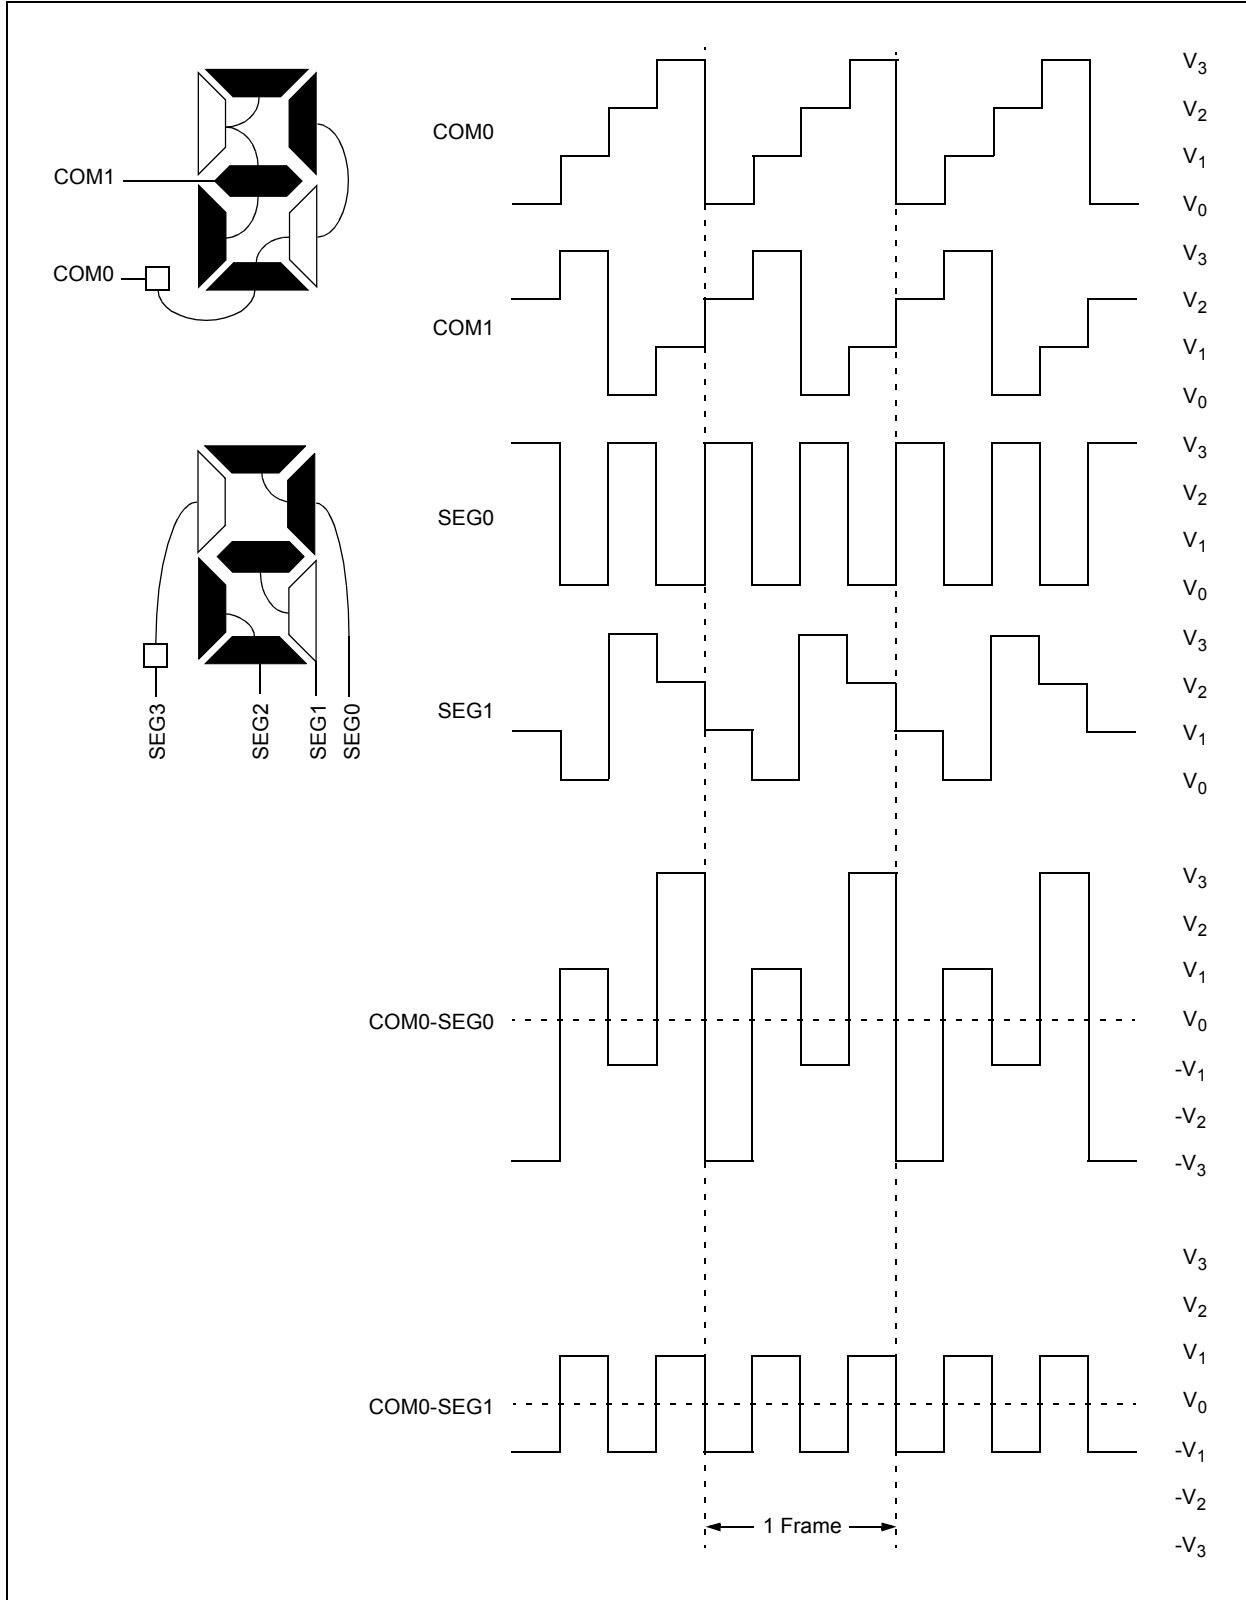 COM1
COM0
SEG3
SEG2
SEG1
SEG0
COM0
V3
V2
V1
V0
COM1
V3
V2
V1
V0
SEG0
V3
V2
V1
V0
SEG1
V3
V2
V1
V0
COM0-SEG0
V3
V2
V1
V0
-V1
-V2
-V3
COM0-SEG1
V3
V2
V1
V0
-V1
-V2
-V3
1 Frame